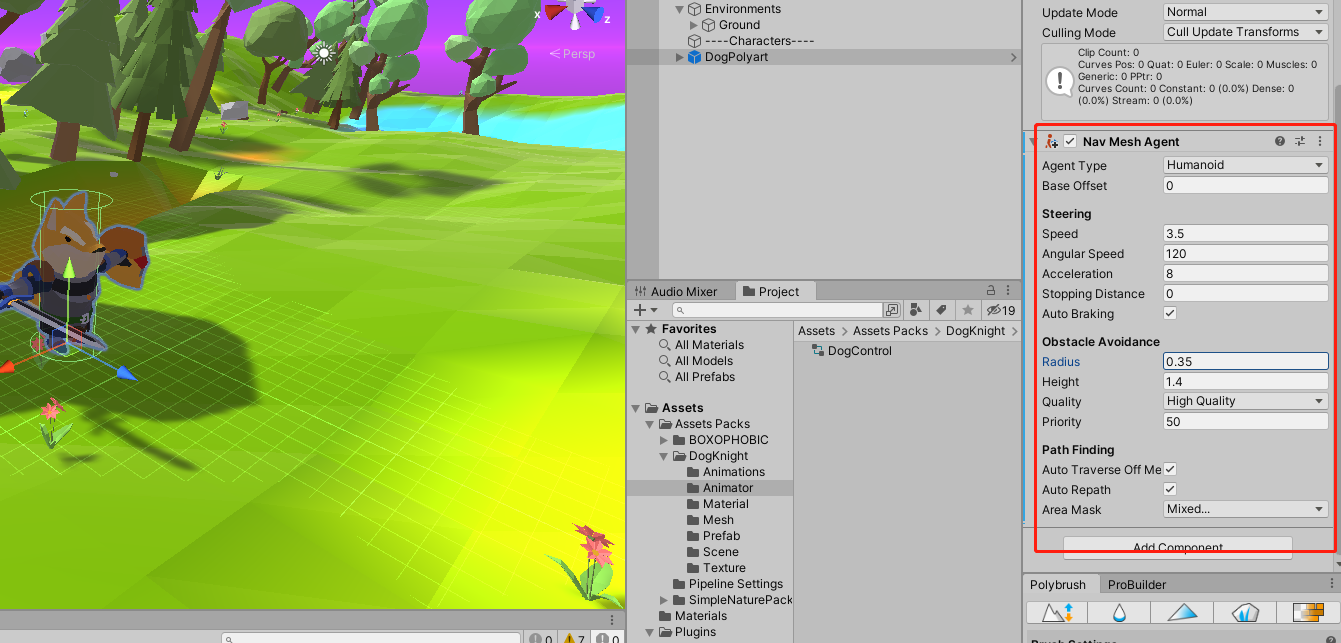 x
z
Persp
Environments
Ground
----Characters----
DogPolyart
Audio Mixer
Project
19
Favorites
All Materials
All Models
All Prefabs
Assets
Assets Packs
BOXOPHOBIC
DogKnight
Animations
Animator
Material
Mesh
Prefab
Scene
Texture
Pipeline Settings
SimpleNaturePack
Materials
Plugins
Assets > Assets Packs > DogKnight >
DogControl
0 7 0
Update Mode Normal
Culling Mode Cull Update Transforms
Clip Count: 0
Curves Pos: 0 Quat: 0 Euler: 0 Scale: 0 Muscles: 0
Generic: 0 PPtr: 0
Curves Count: 0 Constant: 0 (0.0%) Dense: 0
(0.0%) Stream: 0 (0.0%)
Nav Mesh Agent
Agent Type Humanoid
Base Offset 0
Steering
Speed 3.5
Angular Speed 120
Acceleration 8
Stopping Distance 0
Auto Braking
Obstacle Avoidance
Radius 0.35
Height 1.4
Quality High Quality
Priority 50
Path Finding
Auto Traverse Off Me
Auto Repath
Area Mask Mixed...
Add Component
Polybrush ProBuilder
Brush Settings